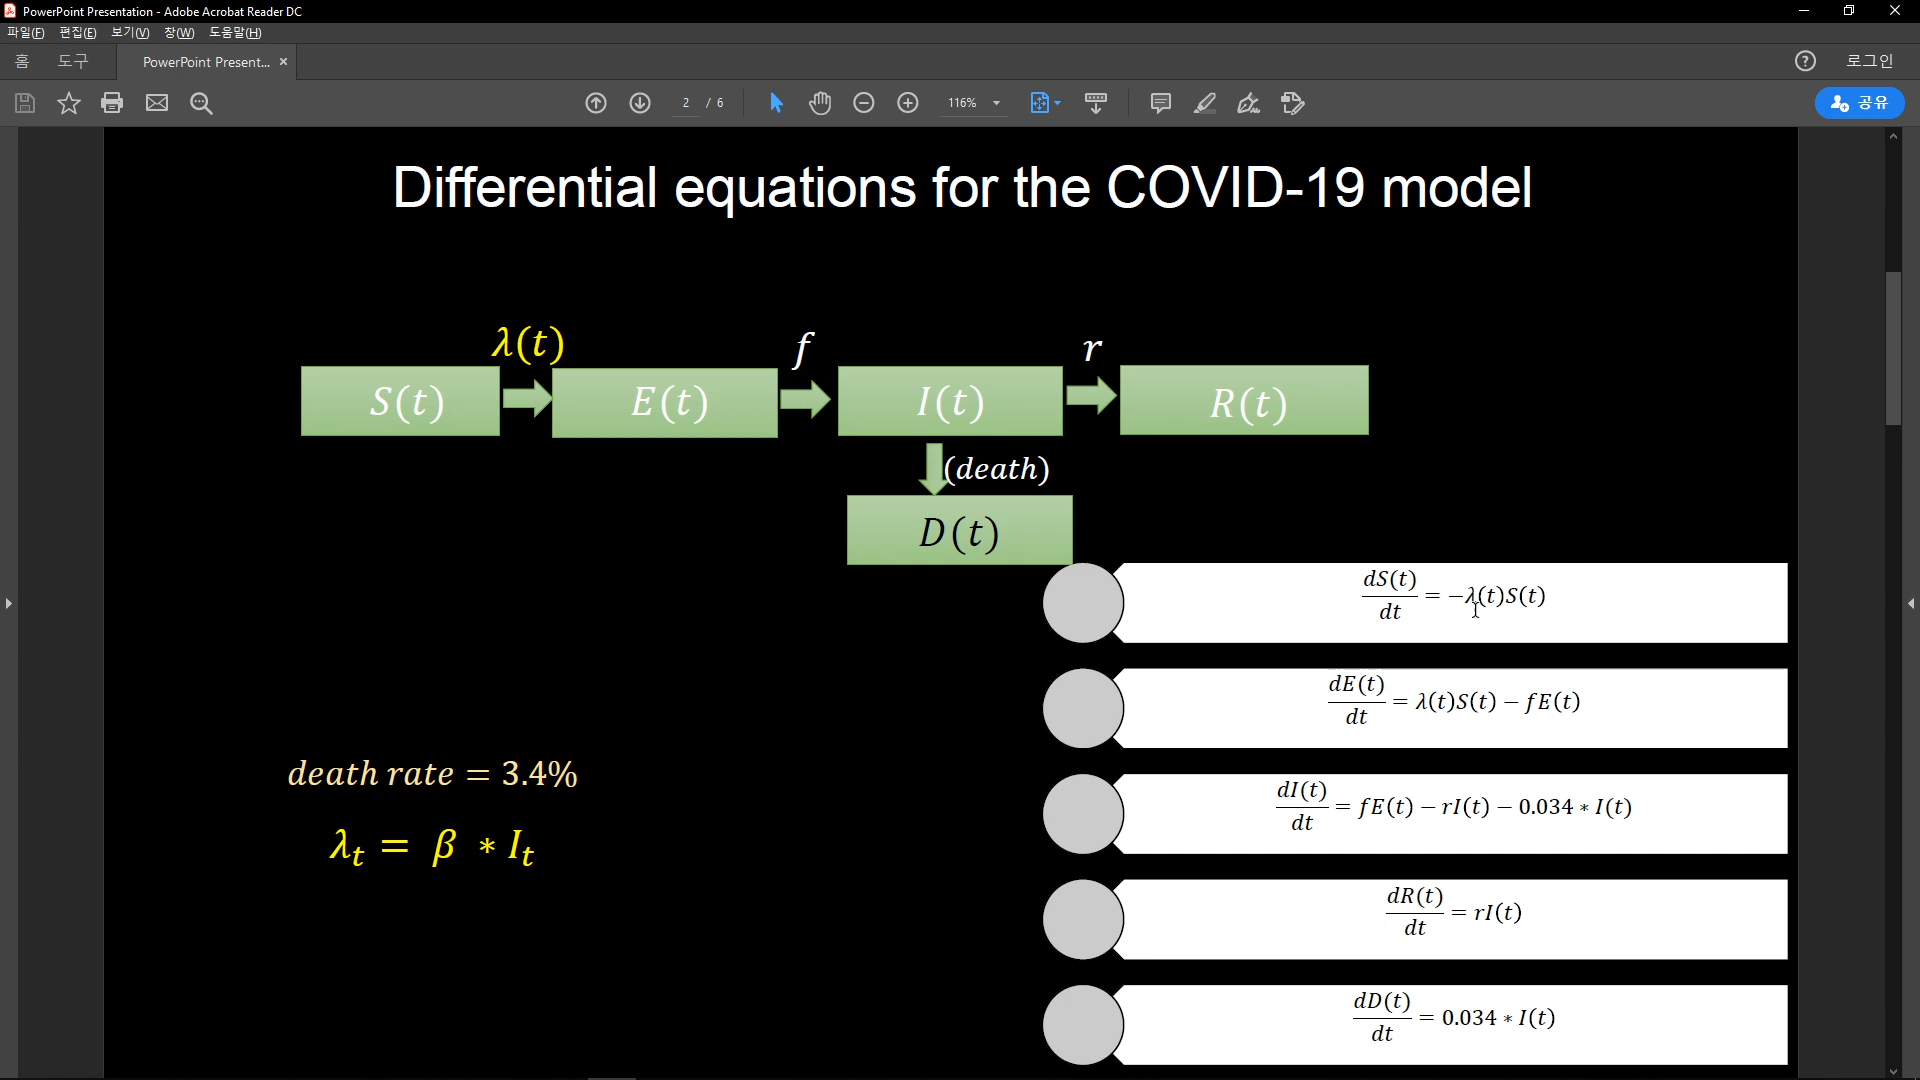 PowerPoint Presentation - Adobe Acrobat Reader DC
파일(F) 편집(E) 보기(V) 창(W) 도움말(H)
홈 도구 PowerPoint Present... × ? 로그인
2 / 6 116% 공유
Differential equations for the COVID-19 model
λ(t) f r
S(t) E(t) I(t) R(t)
(death)
D(t)
dS(t)/dt = −λ(t)S(t)
dE(t)/dt = λ(t)S(t) − fE(t)
death rate = 3.4%
dI(t)/dt = fE(t) − rI(t) − 0.034 * I(t)
λ_t = β * I_t
dR(t)/dt = rI(t)
dD(t)/dt = 0.034 * I(t)